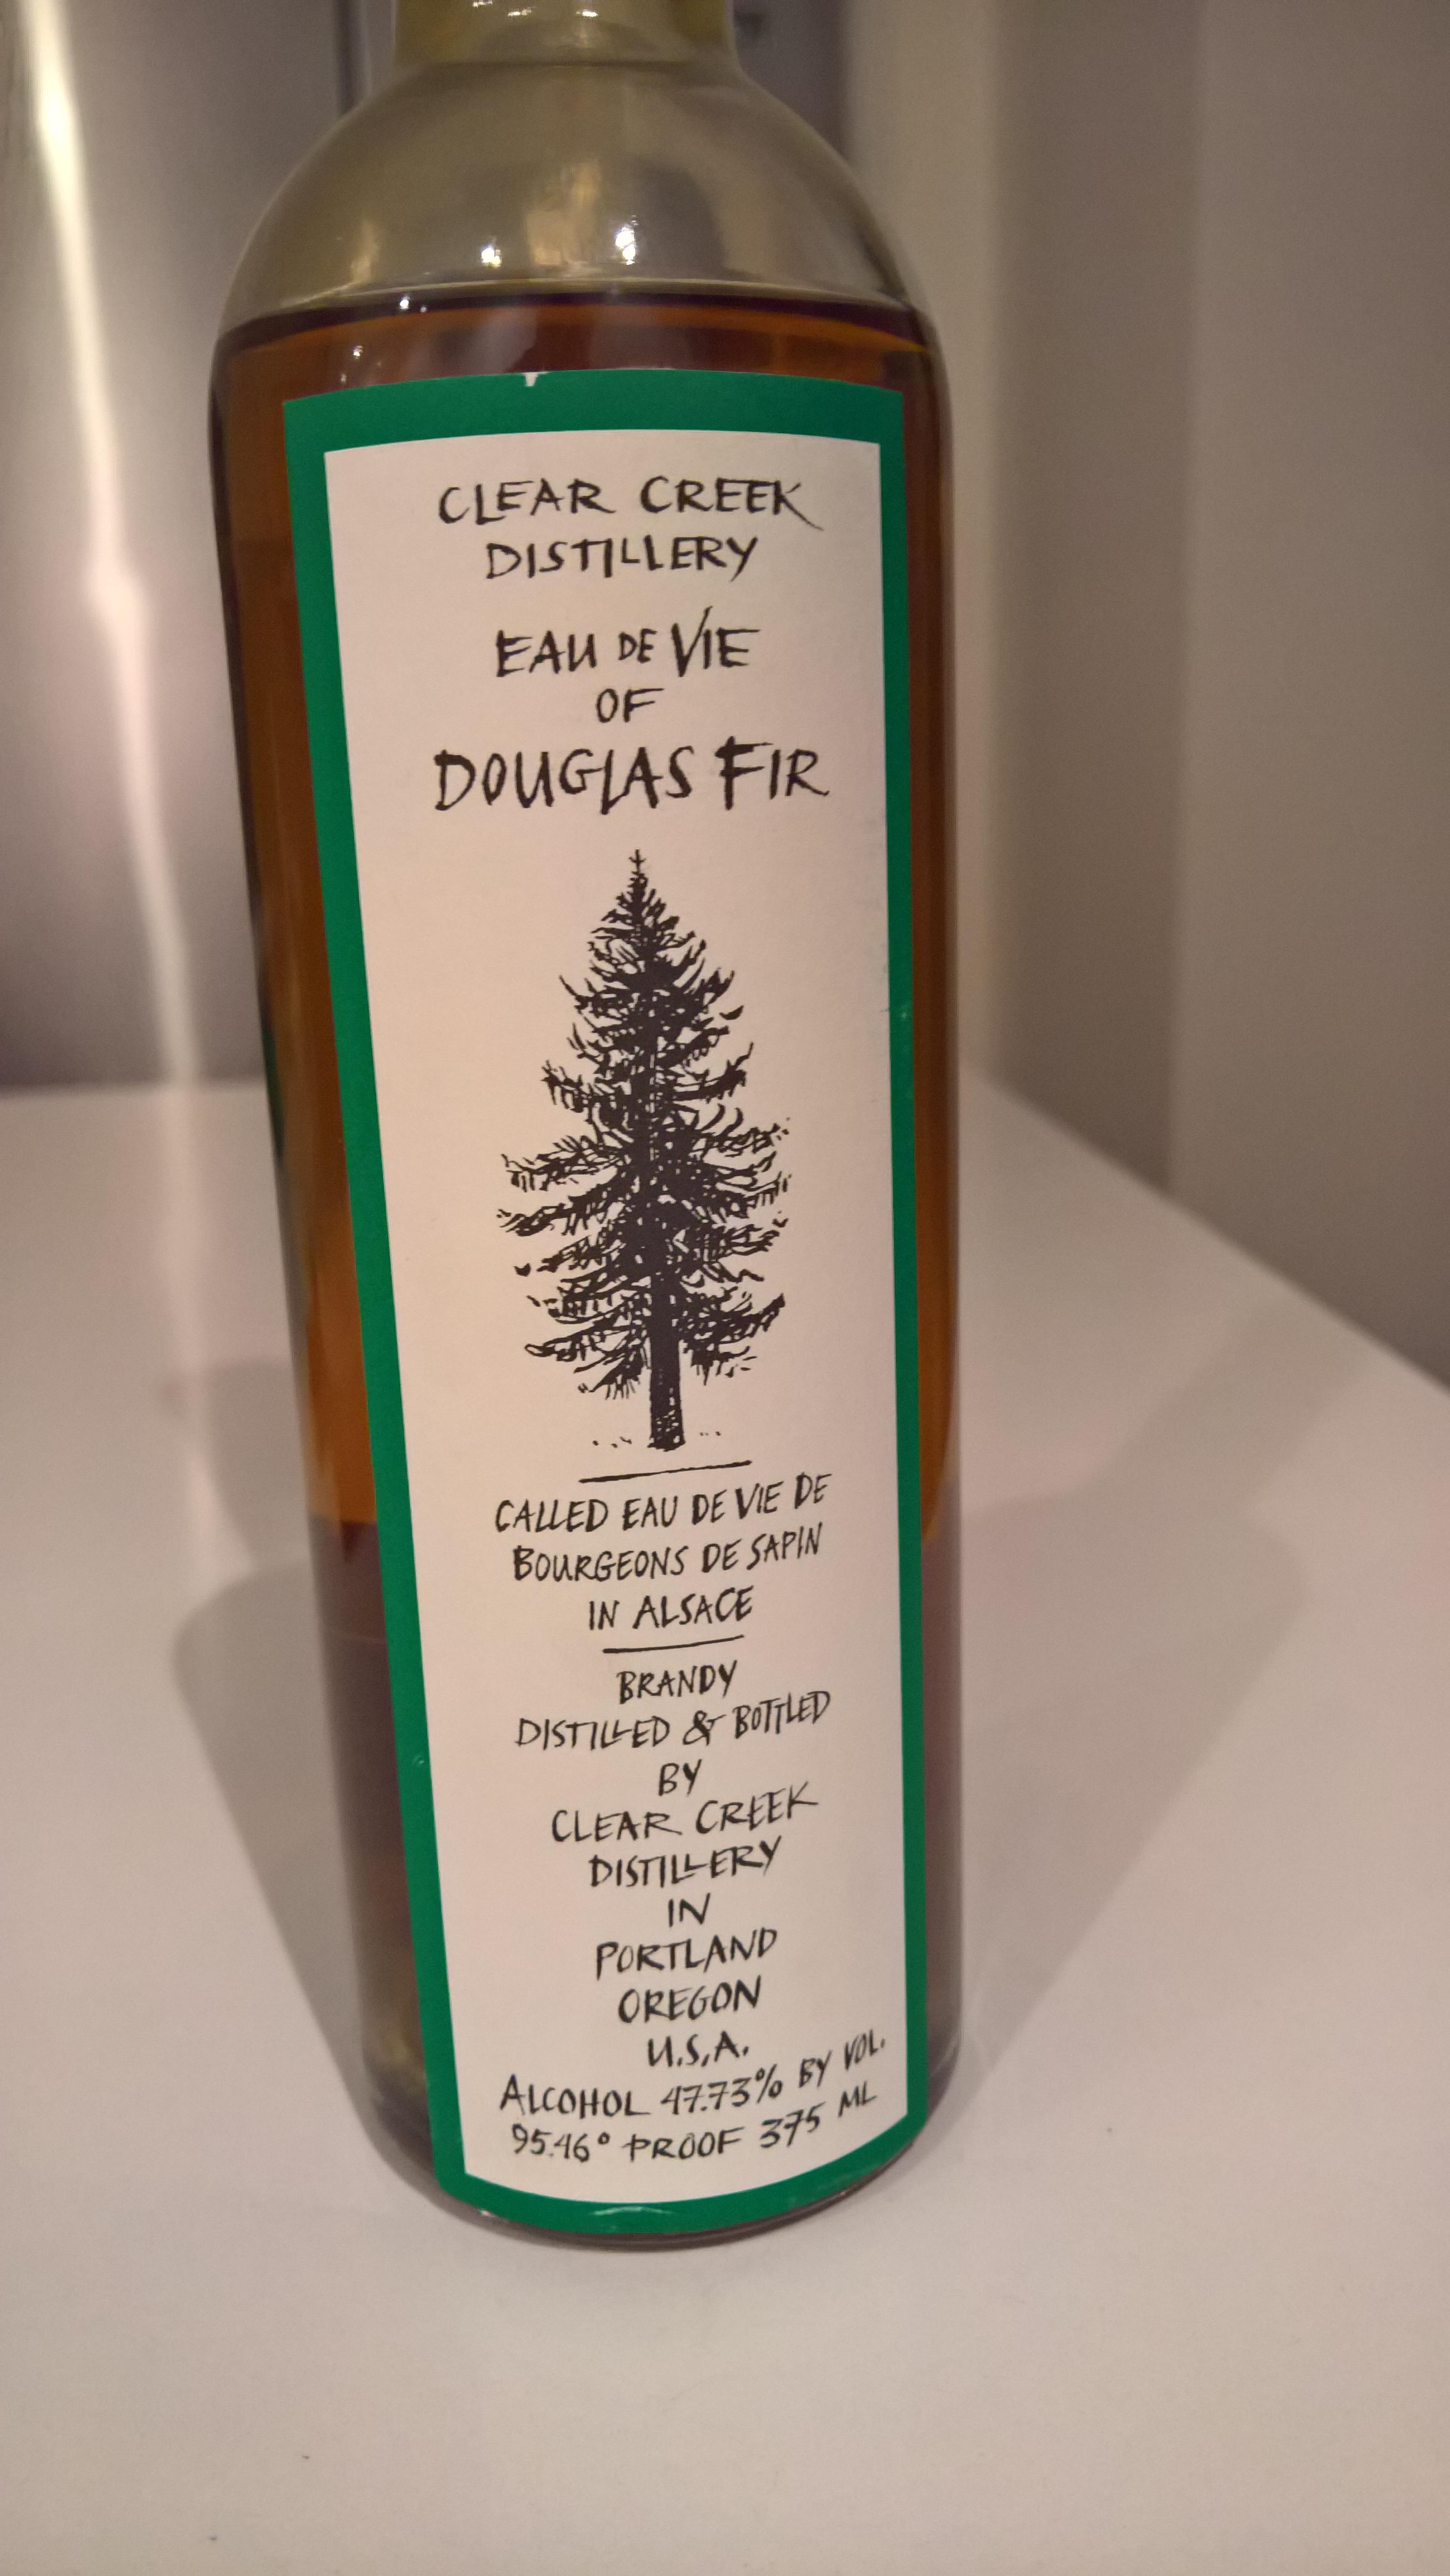 CLEAR CREEK
DISTILLERY
EAU DE VIE
OF
DOUGLAS FIR
CALLED EAU DE VIE DE
BOURGEONS DE SAPIN
IN ALSACE
BRANDY
DISTILLED & BOTTLED
BY
CLEAR CREEK
DISTILLERY
IN
PORTLAND
OREGON
U.S.A.
ALCOHOL 47.73% BY VOL.
95.46° PROOF 375 ML